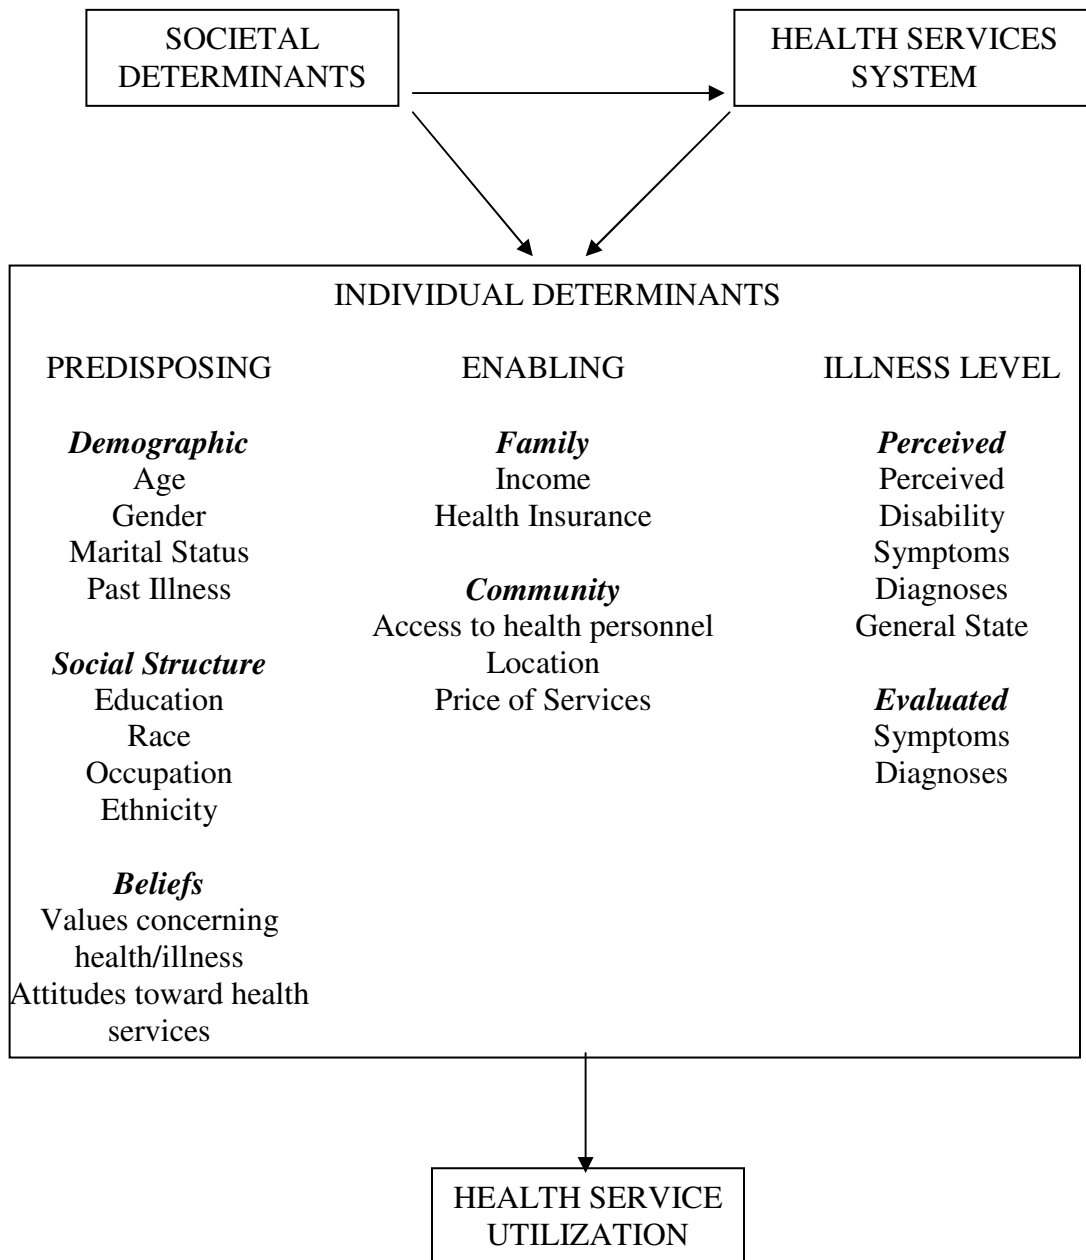 SOCIETAL
DETERMINANTS
HEALTH SERVICES
SYSTEM
INDIVIDUAL DETERMINANTS
PREDISPOSING
Demographic
Age
Gender
Marital Status
Past Illness
Social Structure
Education
Race
Occupation
Ethnicity
Beliefs
Values concerning
health/illness
Attitudes toward health
services
ENABLING
Family
Income
Health Insurance
Community
Access to health personnel
Location
Price of Services
ILLNESS LEVEL
Perceived
Perceived
Disability
Symptoms
Diagnoses
General State
Evaluated
Symptoms
Diagnoses
HEALTH SERVICE
UTILIZATION